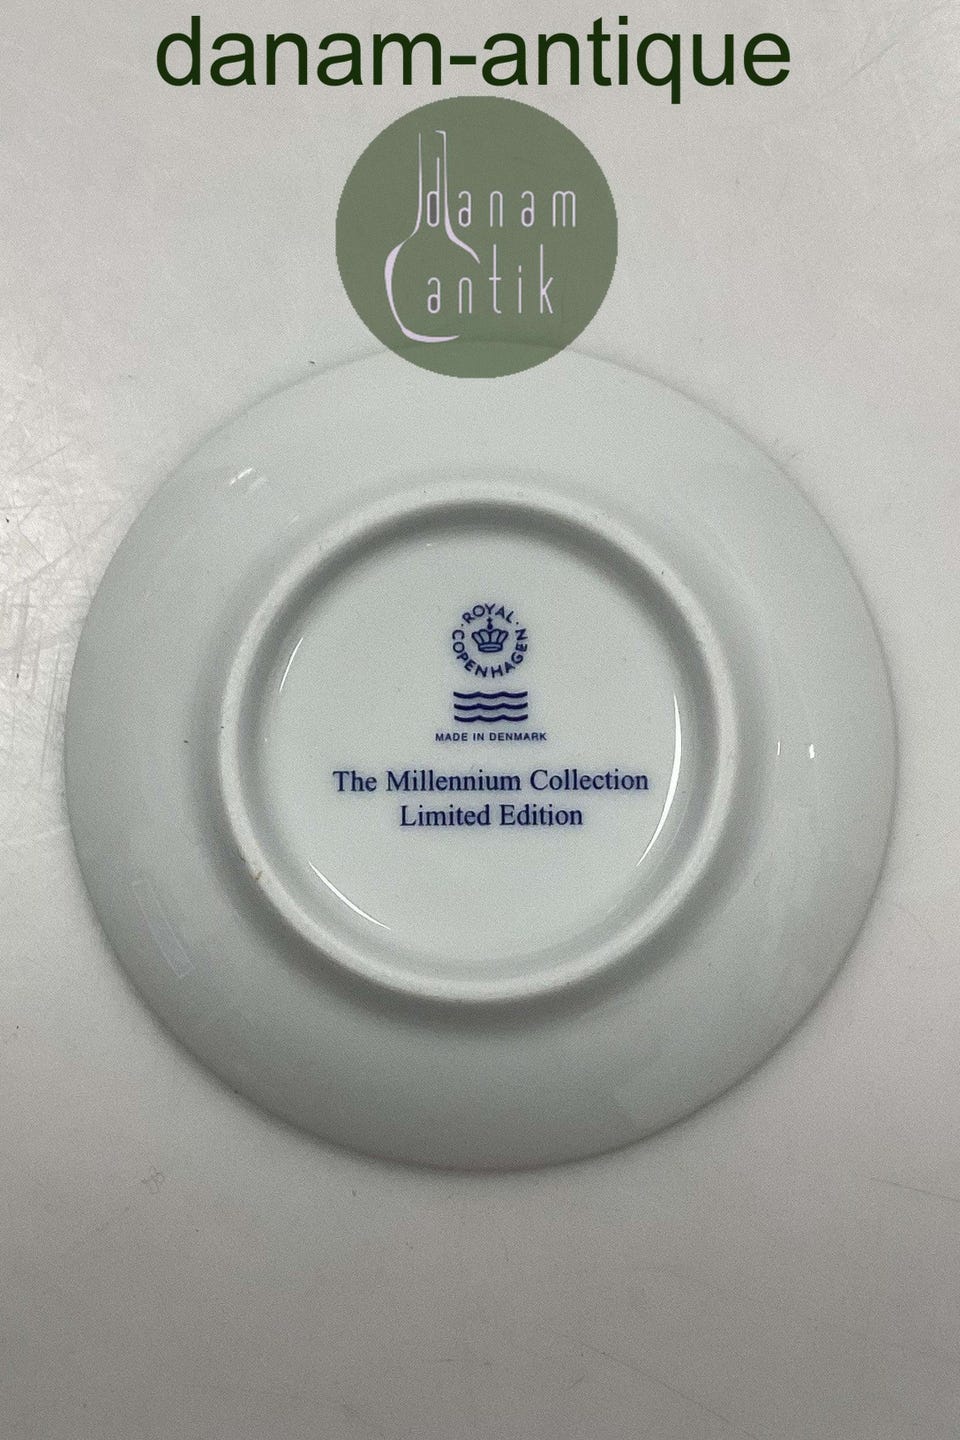 danam-antique
danam
antik
ROYAL
COPENHAGEN
MADE IN DENMARK
The Millennium Collection
Limited Edition